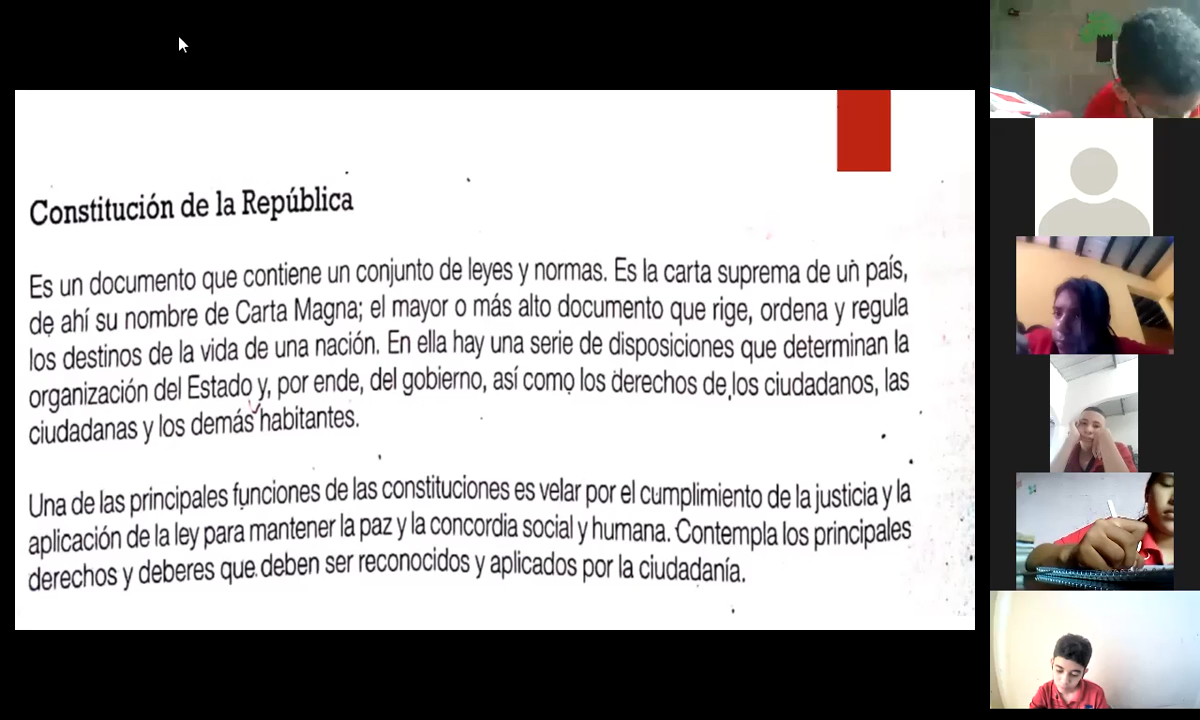 Constitución de la República
Es un documento que contiene un conjunto de leyes y normas. Es la carta suprema de un país,
de ahí su nombre de Carta Magna; el mayor o más alto documento que rige, ordena y regula
los destinos de la vida de una nación. En ella hay una serie de disposiciones que determinan la
organización del Estado y, por ende, del gobierno, así como los derechos de los ciudadanos, las
ciudadanas y los demás habitantes.
Una de las principales funciones de las constituciones es velar por el cumplimiento de la justicia y la
aplicación de la ley para mantener la paz y la concordia social y humana. Contempla los principales
derechos y deberes que deben ser reconocidos y aplicados por la ciudadanía.